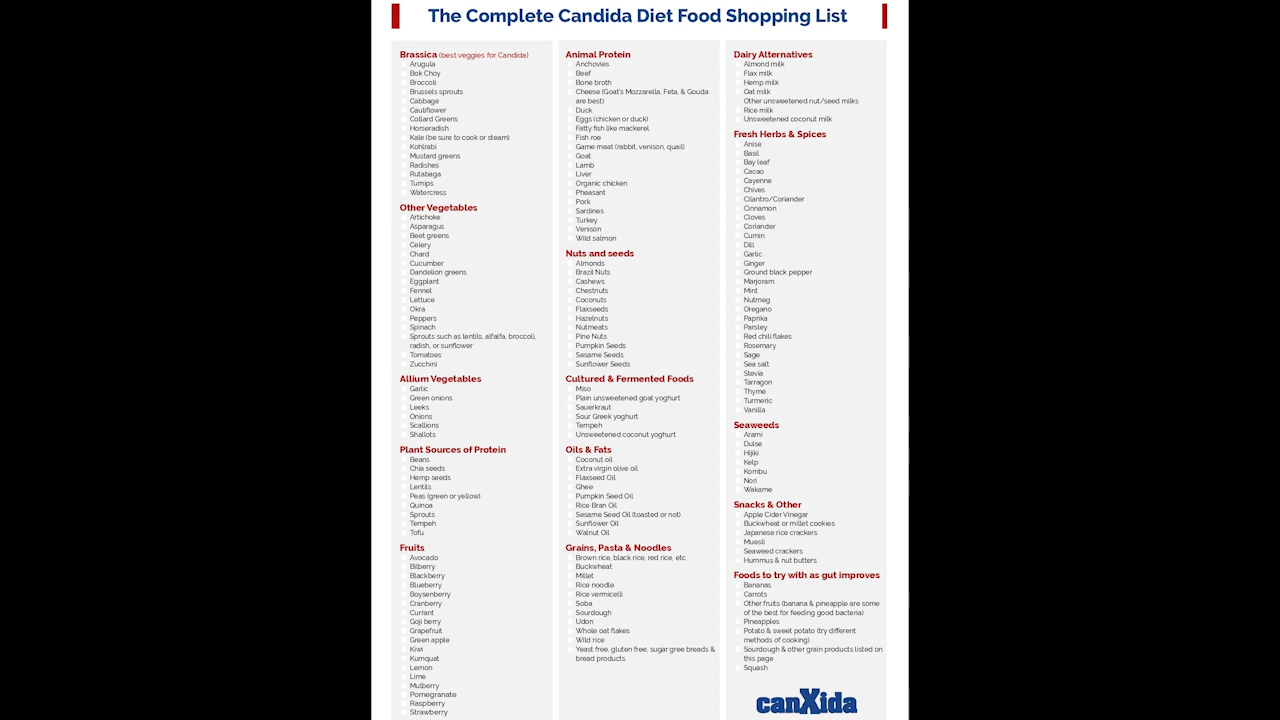 The Complete Candida Diet Food Shopping List
Brassica (best veggies for Candida)
Arugula
Bok Choy
Broccoli
Brussels sprouts
Cabbage
Cauliflower
Collard Greens
Horseradish
Kale (be sure to cook or steam)
Kohlrabi
Mustard greens
Radishes
Rutabaga
Turnips
Watercress
Other Vegetables
Artichoke
Asparagus
Beet greens
Celery
Chard
Cucumber
Dandelion greens
Eggplant
Fennel
Lettuce
Okra
Peppers
Spinach
Sprouts such as lentils, alfalfa, broccoli,
radish, or sunflower
Tomatoes
Zucchini
Allium Vegetables
Garlic
Green onions
Leeks
Onions
Scallions
Shallots
Plant Sources of Protein
Beans
Chia seeds
Hemp seeds
Lentils
Peas (green or yellow)
Quinoa
Sprouts
Tempeh
Tofu
Fruits
Avocado
Bilberry
Blackberry
Blueberry
Boysenberry
Cranberry
Currant
Goji berry
Grapefruit
Green apple
Kiwi
Kumquat
Lemon
Lime
Mulberry
Pomegranate
Raspberry
Strawberry
Animal Protein
Anchovies
Beef
Bone broth
Cheese (Goat's Mozzarella, Feta, & Gouda
are best)
Duck
Eggs (chicken or duck)
Fatty fish like mackerel
Fish roe
Game meat (rabbit, venison, quail)
Goat
Lamb
Liver
Organic chicken
Pheasant
Pork
Sardines
Turkey
Venison
Wild salmon
Nuts and seeds
Almonds
Brazil Nuts
Cashews
Chestnuts
Coconuts
Flaxseeds
Hazelnuts
Nutmeats
Pine Nuts
Pumpkin Seeds
Sesame Seeds
Sunflower Seeds
Cultured & Fermented Foods
Miso
Plain unsweetened goat yoghurt
Sauerkraut
Sour Greek yoghurt
Tempeh
Unsweetened coconut yoghurt
Oils & Fats
Coconut oil
Extra virgin olive oil
Flaxseed Oil
Ghee
Pumpkin Seed Oil
Rice Bran Oil
Sesame Seed Oil (toasted or not)
Sunflower Oil
Walnut Oil
Grains, Pasta & Noodles
Brown rice, black rice, red rice, etc
Buckwheat
Millet
Rice noodle
Rice vermicelli
Soba
Sourdough
Udon
Whole oat flakes
Wild rice
Yeast free, gluten free, sugar gree breads &
bread products
Dairy Alternatives
Almond milk
Flax milk
Hemp milk
Oat milk
Other unsweetened nut/seed milks
Rice milk
Unsweetened coconut milk
Fresh Herbs & Spices
Anise
Basil
Bay leaf
Cacao
Cayenne
Chives
Cilantro/Coriander
Cinnamon
Cloves
Coriander
Cumin
Dill
Garlic
Ginger
Ground black pepper
Marjoram
Mint
Nutmeg
Oregano
Paprika
Parsley
Red chili flakes
Rosemary
Sage
Sea salt
Stevia
Tarragon
Thyme
Turmeric
Vanilla
Seaweeds
Arami
Dulse
Hijiki
Kelp
Kombu
Nori
Wakame
Snacks & Other
Apple Cider Vinegar
Buckwheat or millet cookies
Japanese rice crackers
Muesli
Seaweed crackers
Hummus & nut butters
Foods to try with as gut improves
Bananas
Carrots
Other fruits (banana & pineapple are some
of the best for feeding good bacteria)
Pineapples
Potato & sweet potato (try different
methods of cooking)
Sourdough & other grain products listed on
this page
Squash
canXida